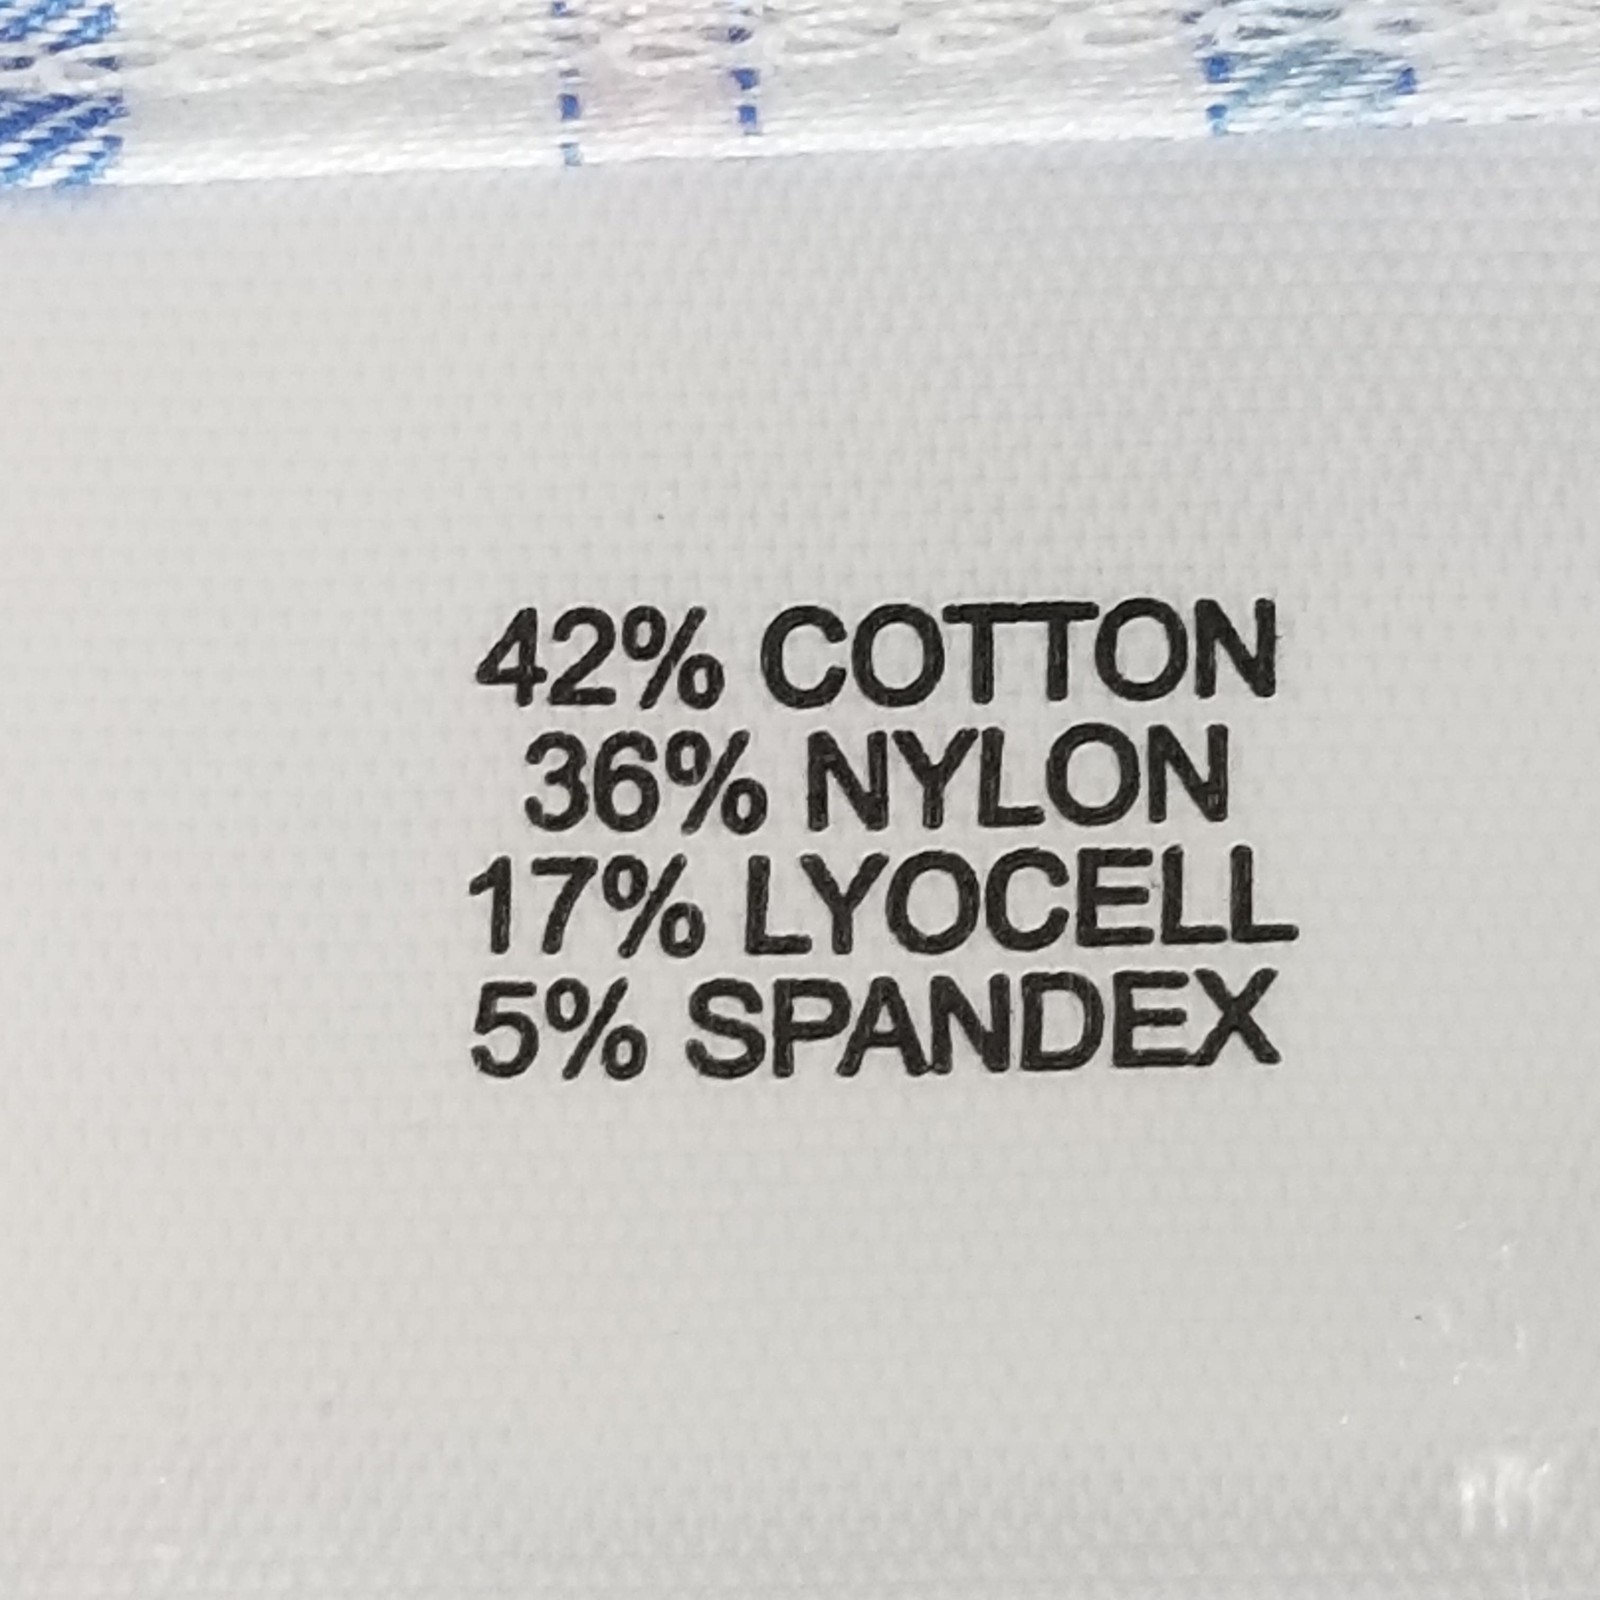 42% COTTON
36% NYLON
17% LYOCELL
5% SPANDEX